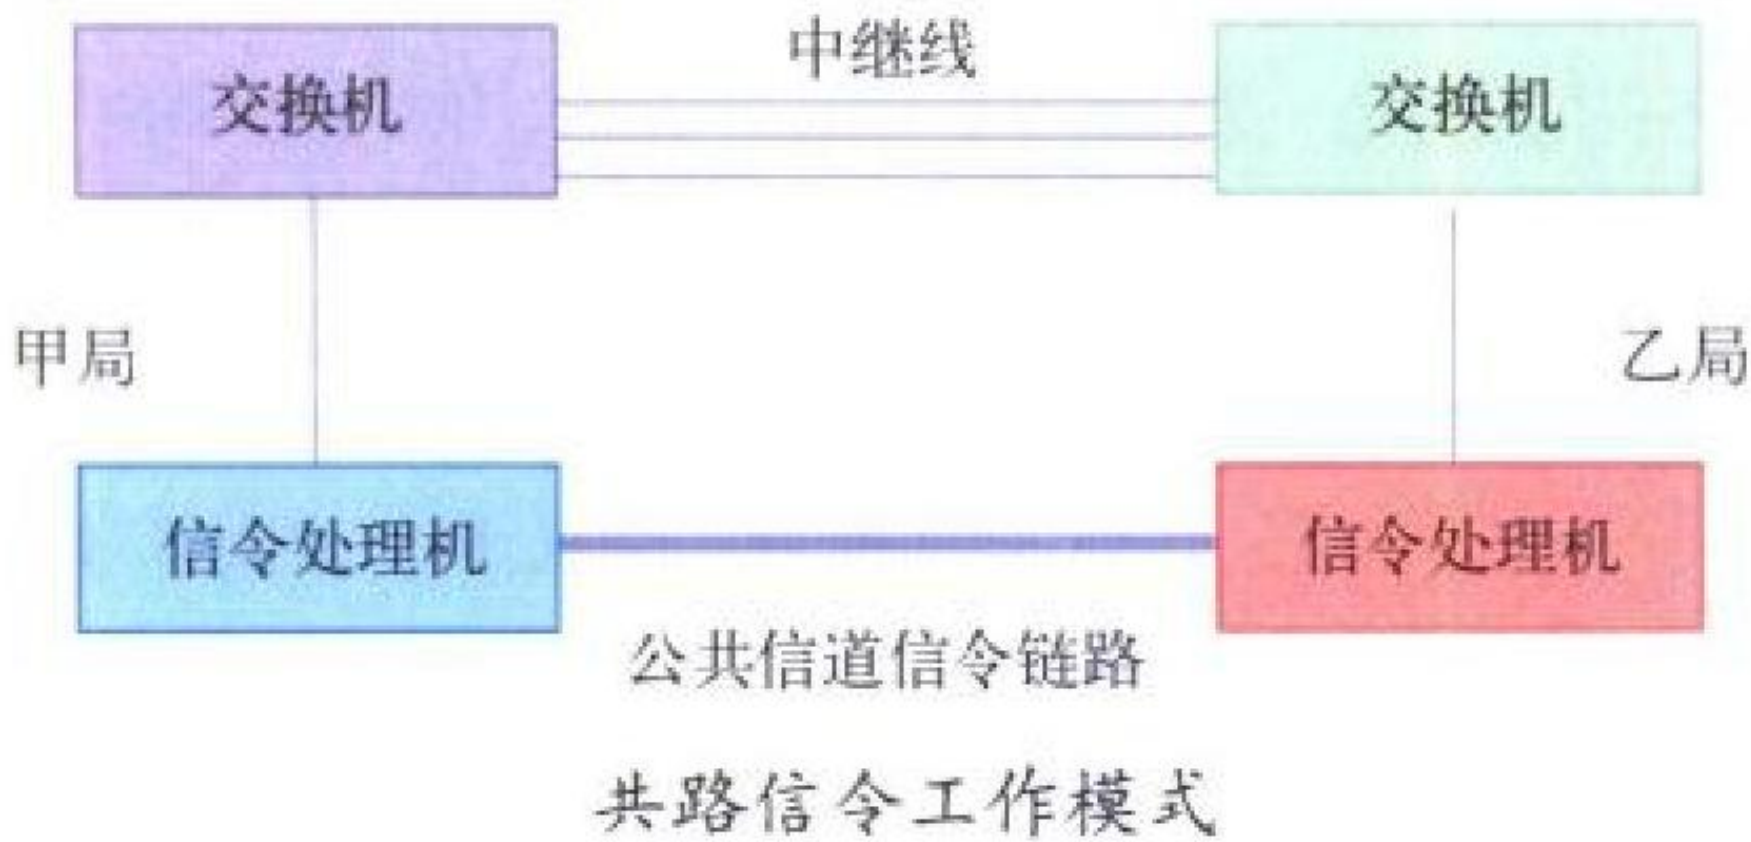 中继线
交换机
交换机
甲局
乙局
信令处理机
信令处理机
公共信道信令链路
共路信令工作模式